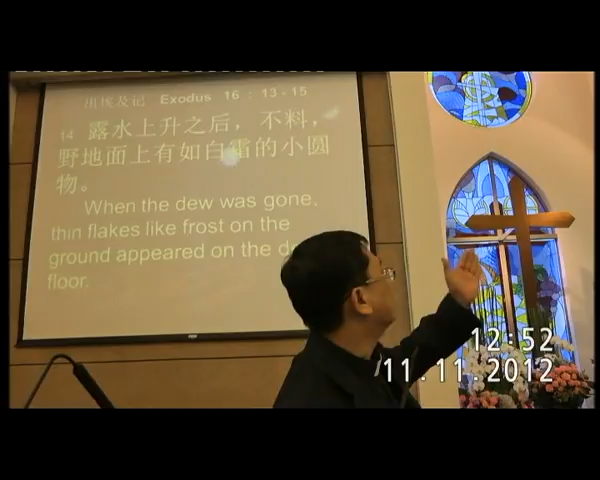 出埃及记 Exodus 16 : 13 - 15
14 露水上升之后，不料，
野地面上有如白霜的小圆
物。
When the dew was gone,
thin flakes like frost on the
ground appeared on the
floor.
12:52
11.11.2012